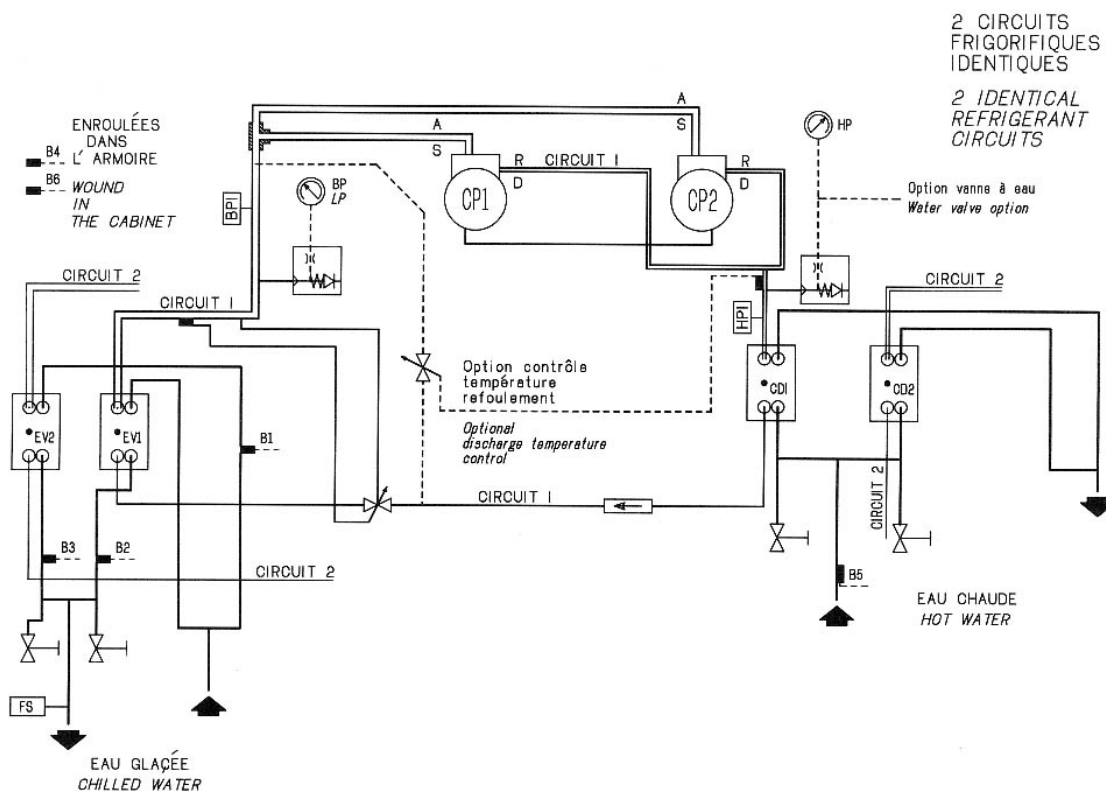 2 CIRCUITS
FRIGORIFIQUES
IDENTIQUES
2 IDENTICAL
REFRIGERANT
CIRCUITS
B4
ENROULÉES
DANS
L' ARMOIRE
B6
WOUND
IN
THE CABINET
BP1
BP
LP
A
S
A
S
CP1
CP2
R
D
CIRCUIT 1
R
D
HP
Option vanne à eau
Water valve option
CIRCUIT 2
CIRCUIT 1
CIRCUIT 2
HP1
Option contrôle
température
refoulement
Optional
discharge temperature
control
EV2
EV1
CD1
CD2
B1
CIRCUIT 1
CIRCUIT 2
B3
B2
CIRCUIT 2
B5
EAU CHAUDE
HOT WATER
FS
EAU GLAÇÉE
CHILLED WATER